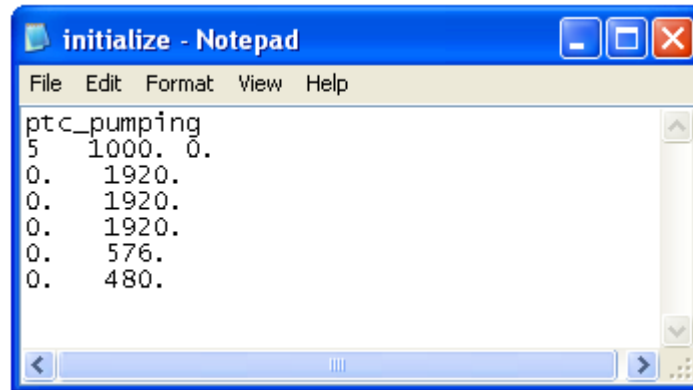 initialize - Notepad
File Edit Format View Help
ptc_pumping
5 1000. 0.
0. 1920.
0. 1920.
0. 1920.
0. 576.
0. 480.